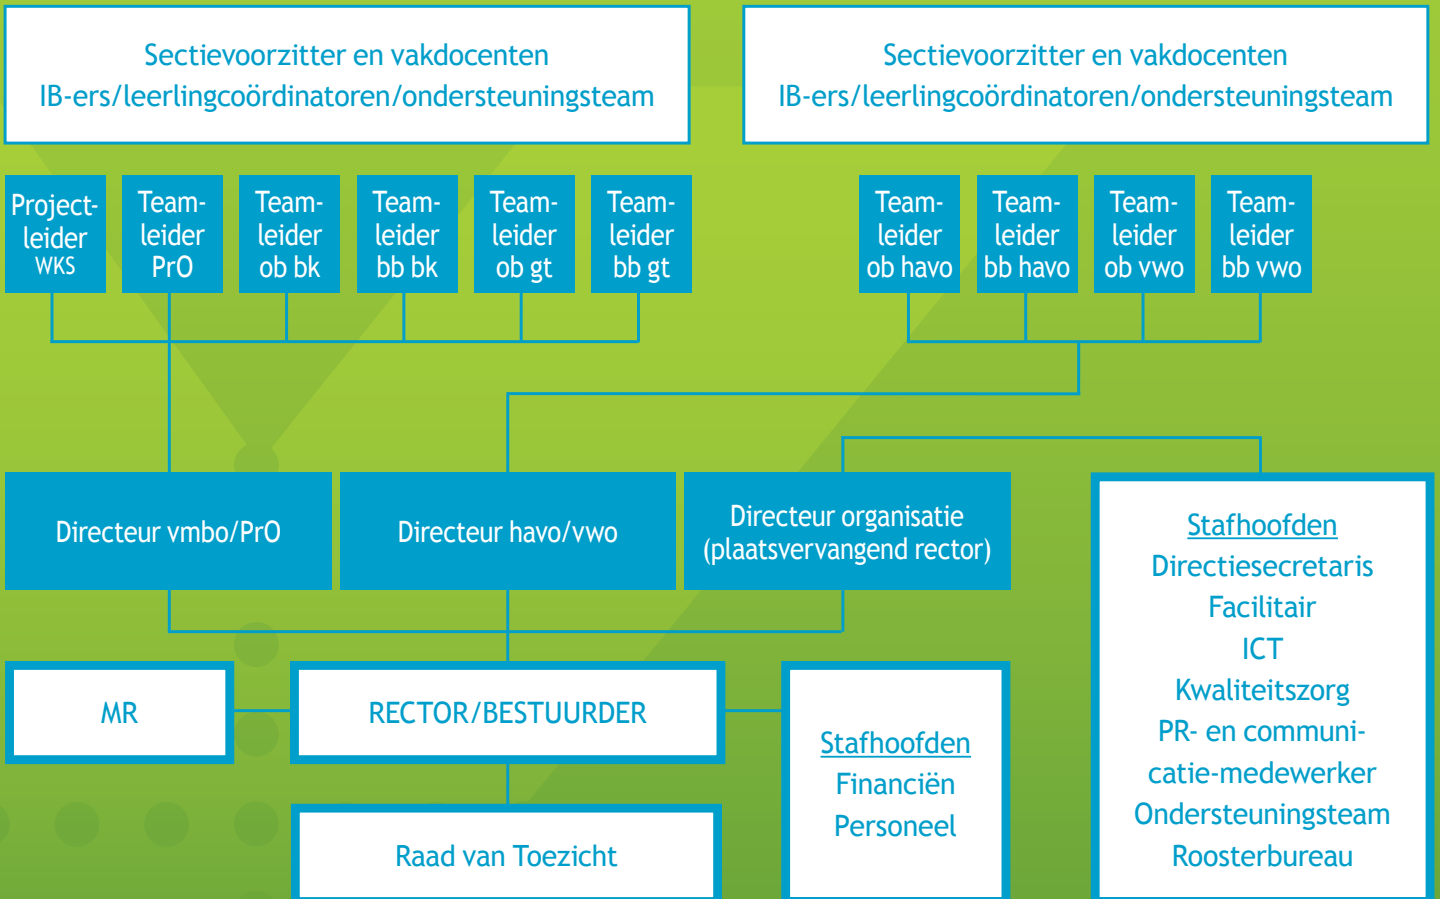 Sectievoorzitter en vakdocenten
IB-ers/leerlingcoördinatoren/ondersteuningsteam
Sectievoorzitter en vakdocenten
IB-ers/leerlingcoördinatoren/ondersteuningsteam
Project-
leider
WKS
Team-
leider
PrO
Team-
leider
ob bk
Team-
leider
bb bk
Team-
leider
ob gt
Team-
leider
bb gt
Team-
leider
ob havo
Team-
leider
bb havo
Team-
leider
ob vwo
Team-
leider
bb vwo
Directeur vmbo/PrO
Directeur havo/vwo
Directeur organisatie
(plaatsvervangend rector)
Stafhoofden
Directiesecretaris
Facilitair
ICT
Kwaliteitszorg
PR- en communi-
catie-medewerker
Ondersteuningsteam
Roosterbureau
MR
RECTOR/BESTUURDER
Stafhoofden
Financiën
Personeel
Raad van Toezicht